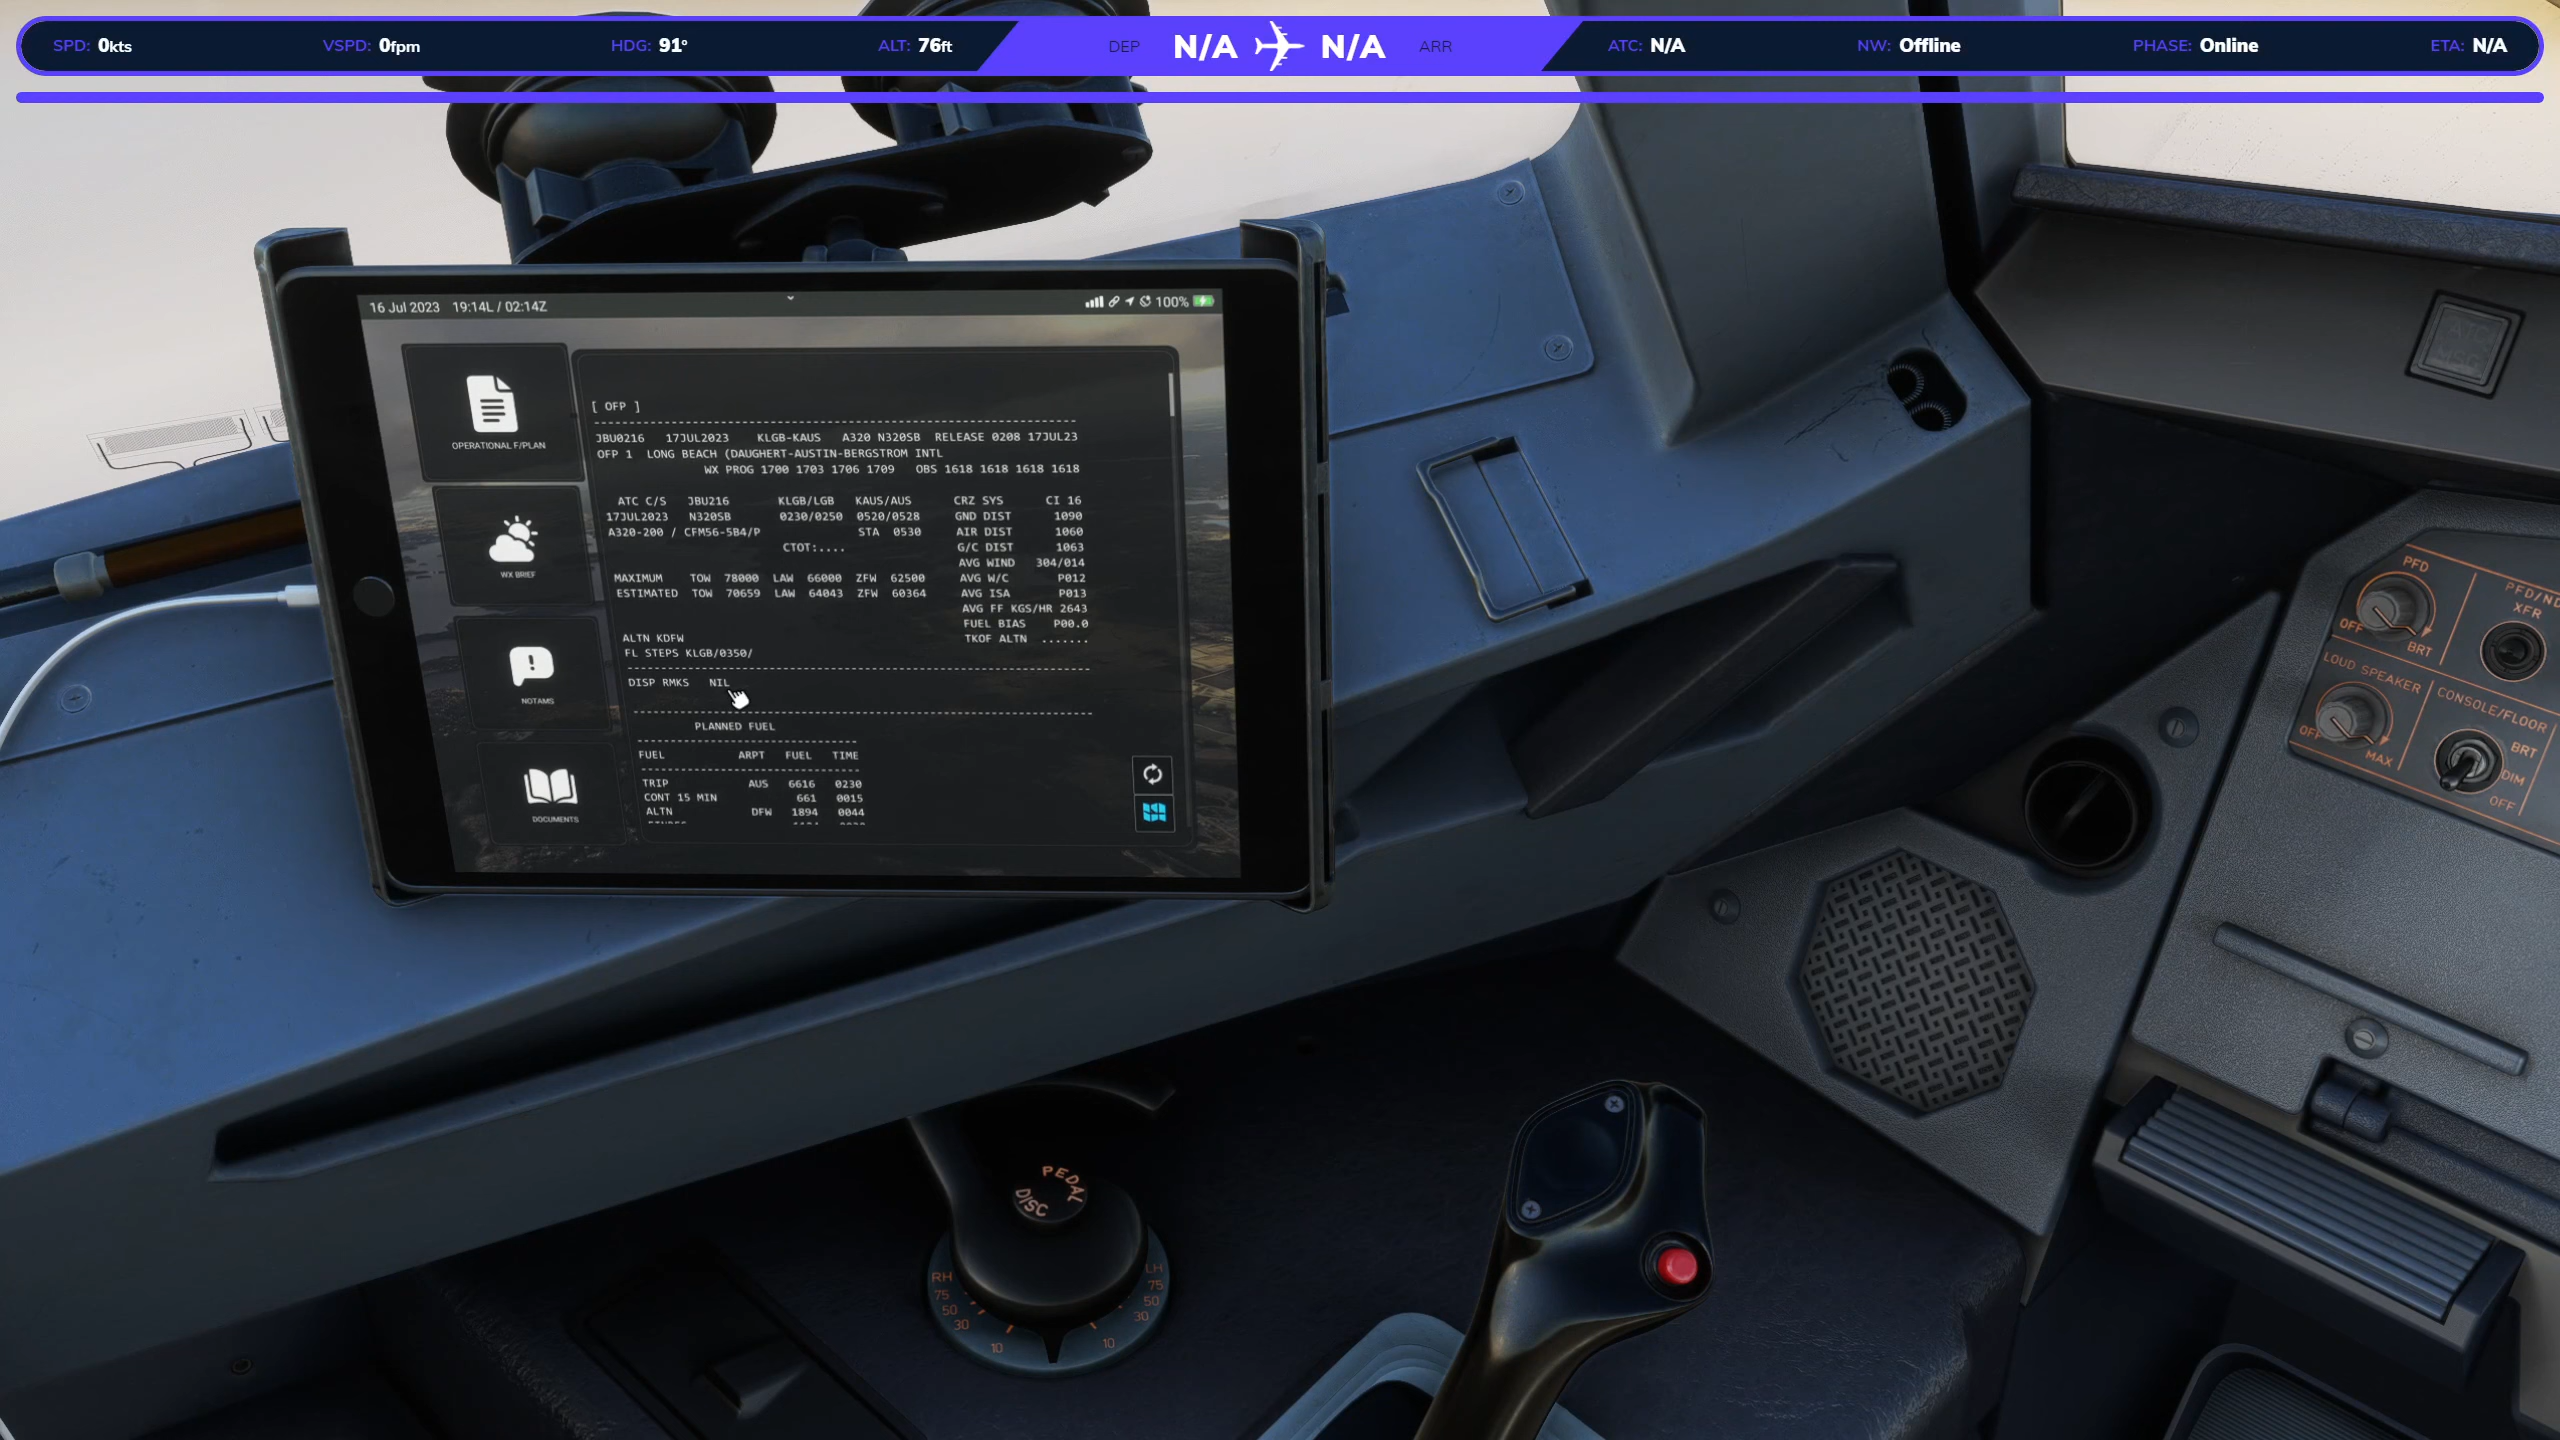 SPD: 0kts VSPD: 0fpm HDG: 91° ALT: 76ft DEP N/A N/A ARR ATC: N/A NW: Offline PHASE: Online ETA: N/A
16 Jul 2023 19:14L / 02:14Z 100%
OPERATIONAL F/PLAN
WX BRIEF
NOTAMS
DOCUMENTS
[ OFP ]
JBU0216 17JUL2023 KLGB-KAUS A320 N320SB RELEASE 0208 17JUL23
OFP 1 LONG BEACH (DAUGHERT-AUSTIN-BERGSTROM INTL
WX PROG 1700 1703 1706 1709 OBS 1618 1618 1618 1618
ATC C/S JBU216 KLGB/LGB KAUS/AUS CRZ SYS CI 16
17JUL2023 N320SB 0230/0250 0520/0528 GND DIST 1090
A320-200 / CFM56-5B4/P STA 0530 AIR DIST 1060
CTOT:.... G/C DIST 1063
AVG WIND 304/014
MAXIMUM TOW 78000 LAW 66000 ZFW 62500 AVG W/C P012
ESTIMATED TOW 70659 LAW 64043 ZFW 60364 AVG ISA P013
AVG FF KGS/HR 2643
FUEL BIAS P00.0
ALTN KDFW TKOF ALTN .......
FL STEPS KLGB/0350/
DISP RMKS NIL
PLANNED FUEL
FUEL ARPT FUEL TIME
TRIP AUS 6616 0230
CONT 15 MIN 661 0015
ALTN DFW 1894 0044
PFD
OFF BRT
PFD/ND
XFR
LOUD SPEAKER
OFF MAX
CONSOLE/FLOOR
BRT
DIM
OFF
PEDAL
DISC
RH 75 50 30 10
LH 75 50 30 10